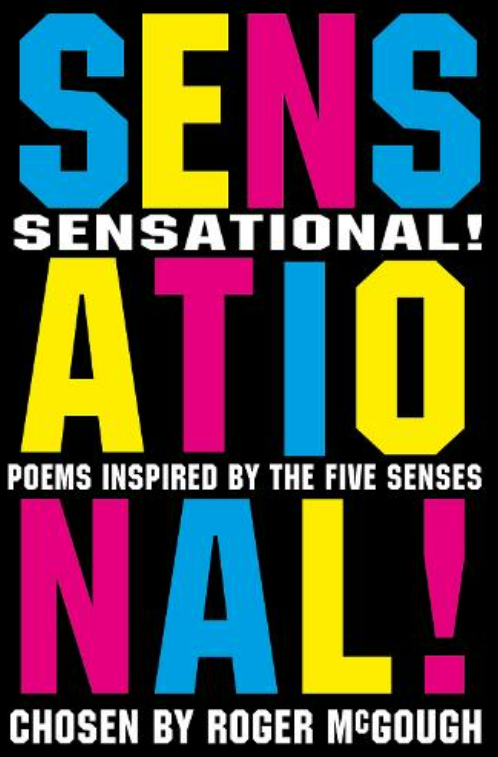 SENS
SENSATIONAL!
ATIO
POEMS INSPIRED BY THE FIVE SENSES
NAL!
CHOSEN BY ROGER McGOUGH